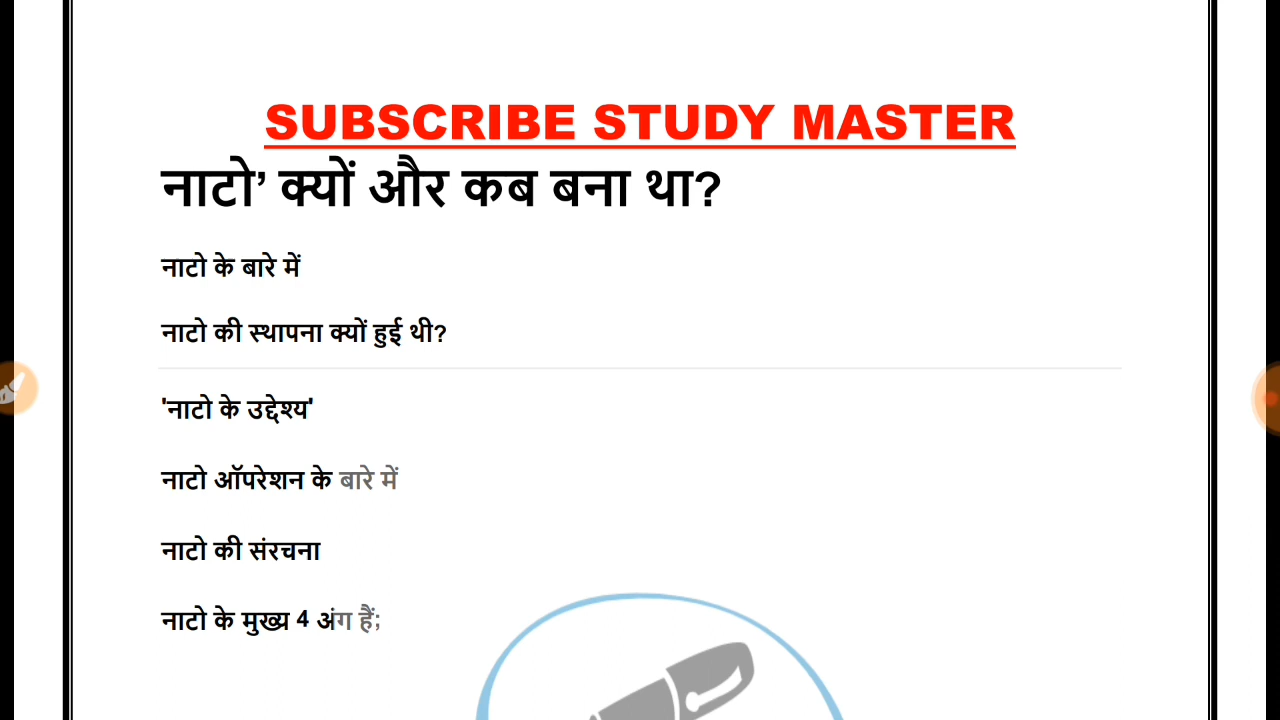 SUBSCRIBE STUDY MASTER
नाटो’ क्यों और कब बना था?
नाटो के बारे में
नाटो की स्थापना क्यों हुई थी?
'नाटो के उद्देश्य'
नाटो ऑपरेशन के बारे में
नाटो की संरचना
नाटो के मुख्य 4 अंग हैं;